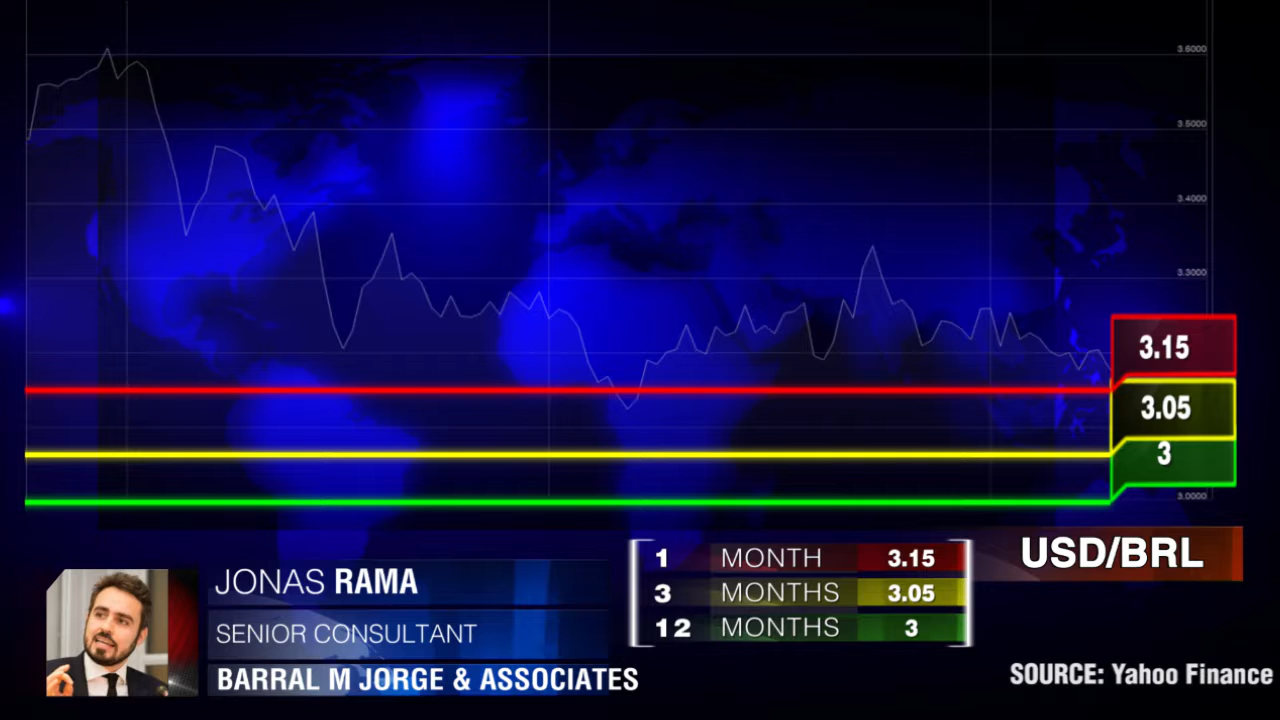 3.6000
3.5000
3.4000
3.3000
3.15
3.05
3
3.0000
USD/BRL
1 MONTH 3.15
3 MONTHS 3.05
12 MONTHS 3
JONAS RAMA
SENIOR CONSULTANT
BARRAL M JORGE & ASSOCIATES
SOURCE: Yahoo Finance